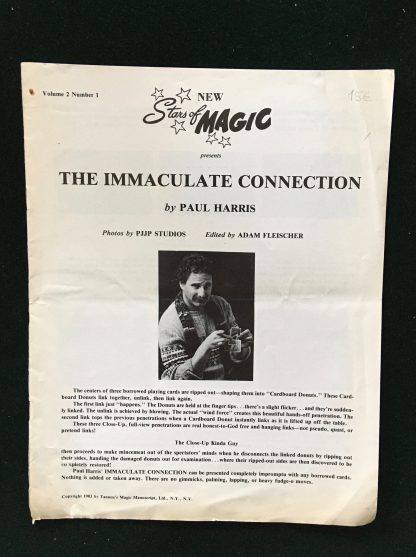 Volume 2 Number 1
NEW
Stars of MAGIC
15€
presents
THE IMMACULATE CONNECTION
by PAUL HARRIS
Photos by PJJP STUDIOS Edited by ADAM FLEISCHER
The centers of three borrowed playing cards are ripped out—shaping them into "Cardboard Donuts." These Card-
board Donuts link together, unlink, then link again.
The first link just "happens." The Donuts are held at the finger tips . . . there's a slight flicker . . . and they're sudden-
ly linked. The unlink is achieved by blowing. The actual "wind force" creates this beautiful hands-off penetration. The
second link tops the previous penetration when a Cardboard Donut instantly links as it is lifted up off the table.
These three Close-Up, full-view penetrations are real honest-to-God free and hanging links—not pseudo, quasi, or
pretend links!
The Close-Up Kinda Guy
then proceeds to make mincemeat out of the spectators' minds when he disconnects the linked donuts by ripping out
their sides, handing the damaged donuts out for examination . . . where their ripped-out sides are then discovered to be
completely restored!
Paul Harris' IMMACULATE CONNECTION can be presented completely impromptu with any borrowed cards.
Nothing is added or taken away. There are no gimmicks, palming, lapping, or heavy fudge-o moves.
Copyright 1983 by Tannen's Magic Manuscript, Ltd., N.Y., N.Y.